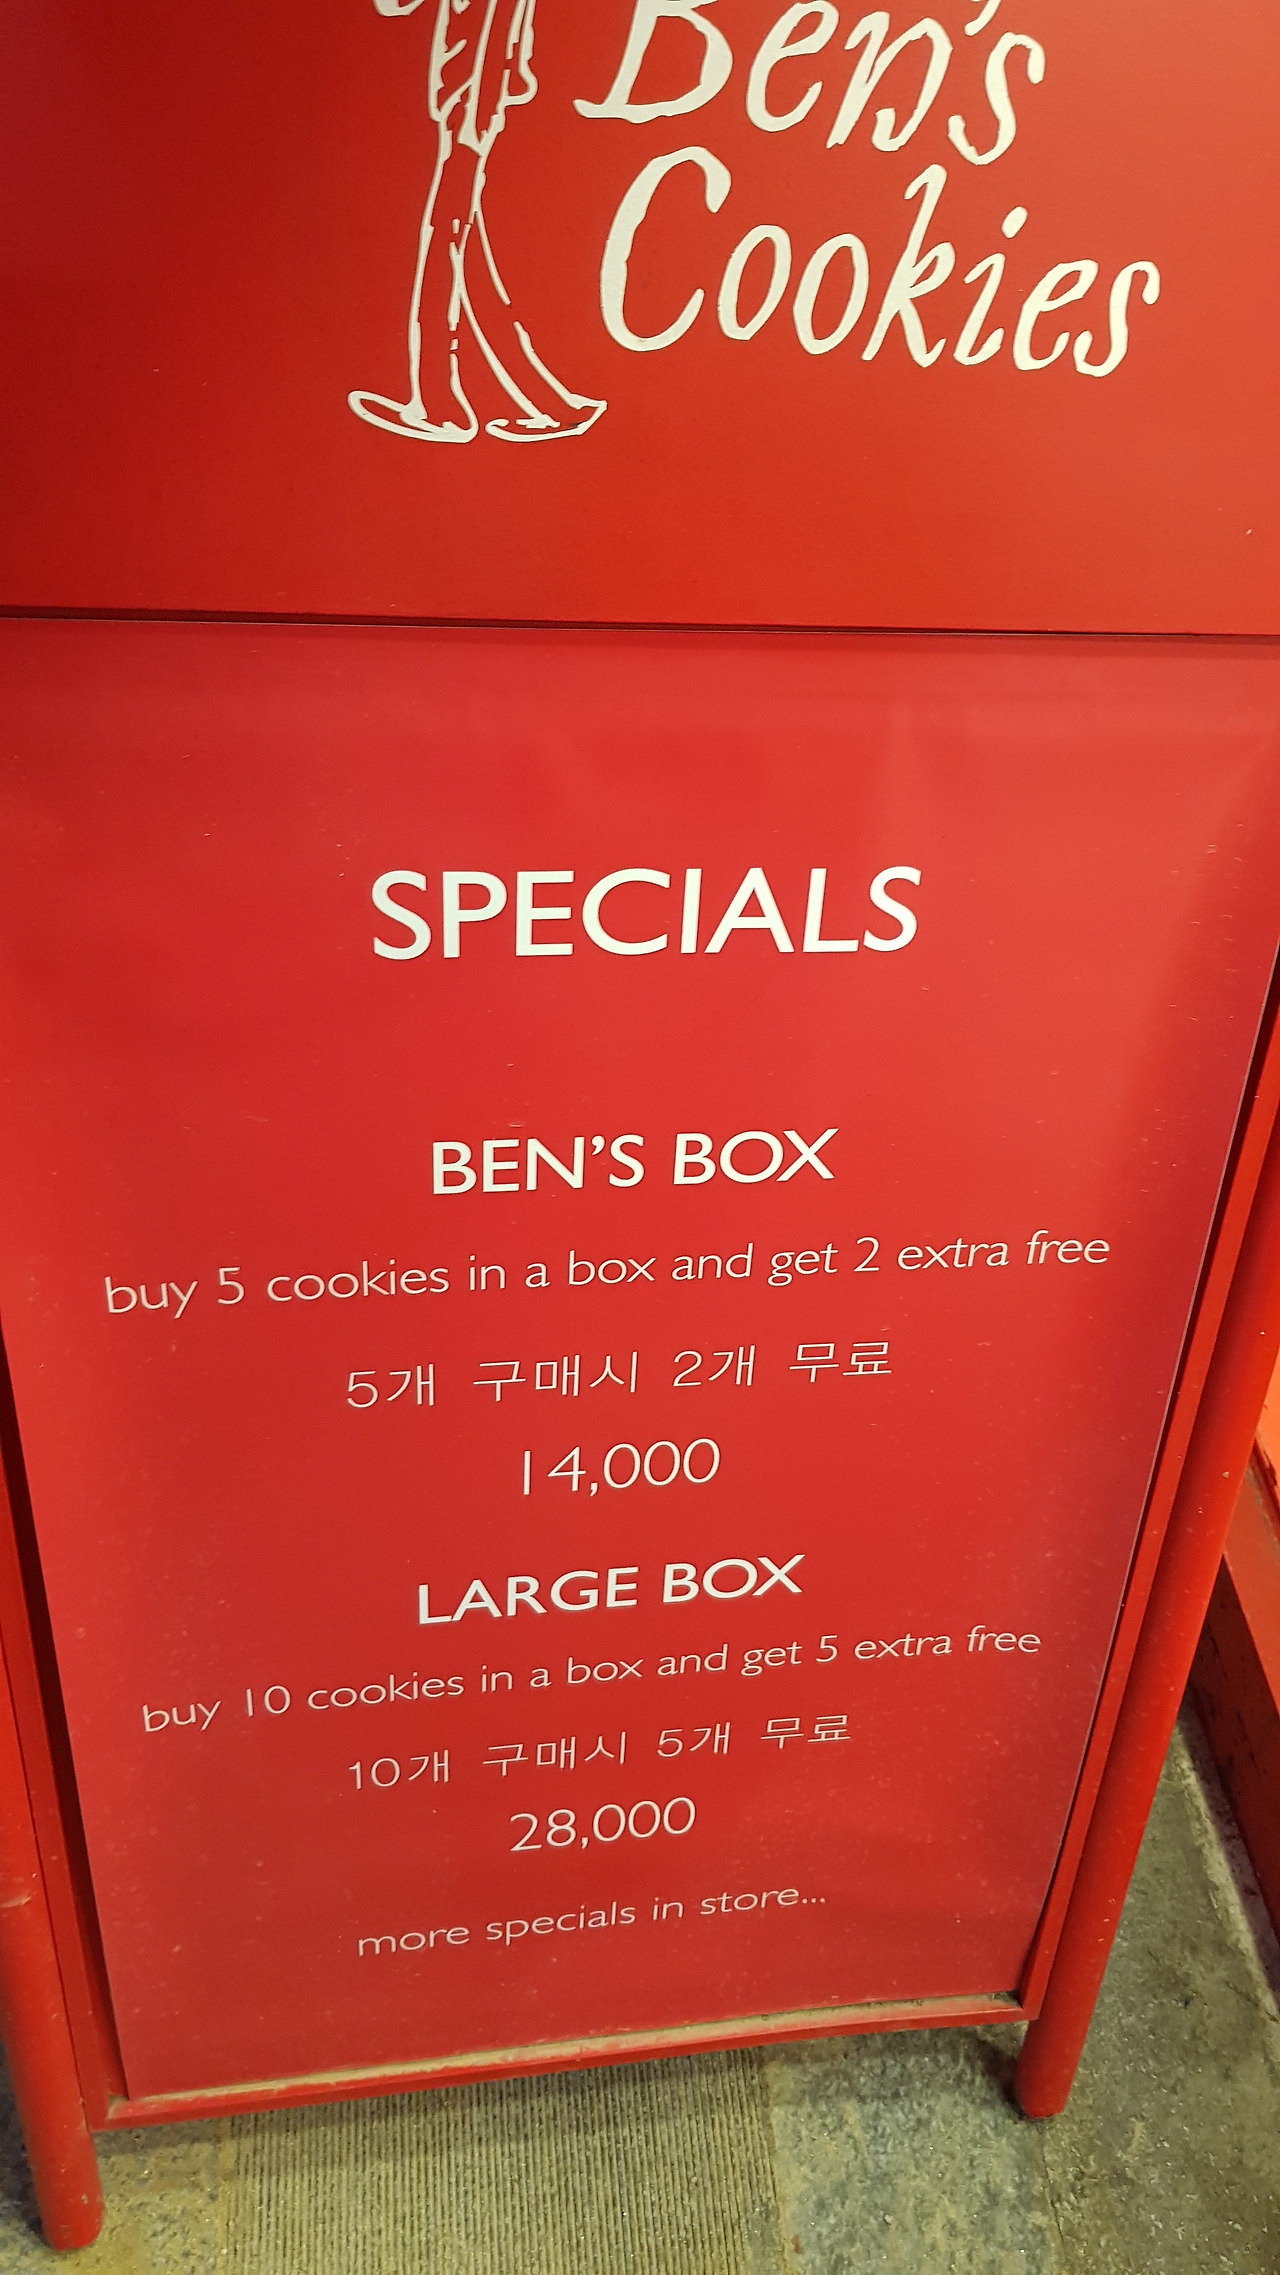 Ben's
Cookies
SPECIALS
BEN'S BOX
buy 5 cookies in a box and get 2 extra free
5개 구매시 2개 무료
14,000
LARGE BOX
buy 10 cookies in a box and get 5 extra free
10개 구매시 5개 무료
28,000
more specials in store...